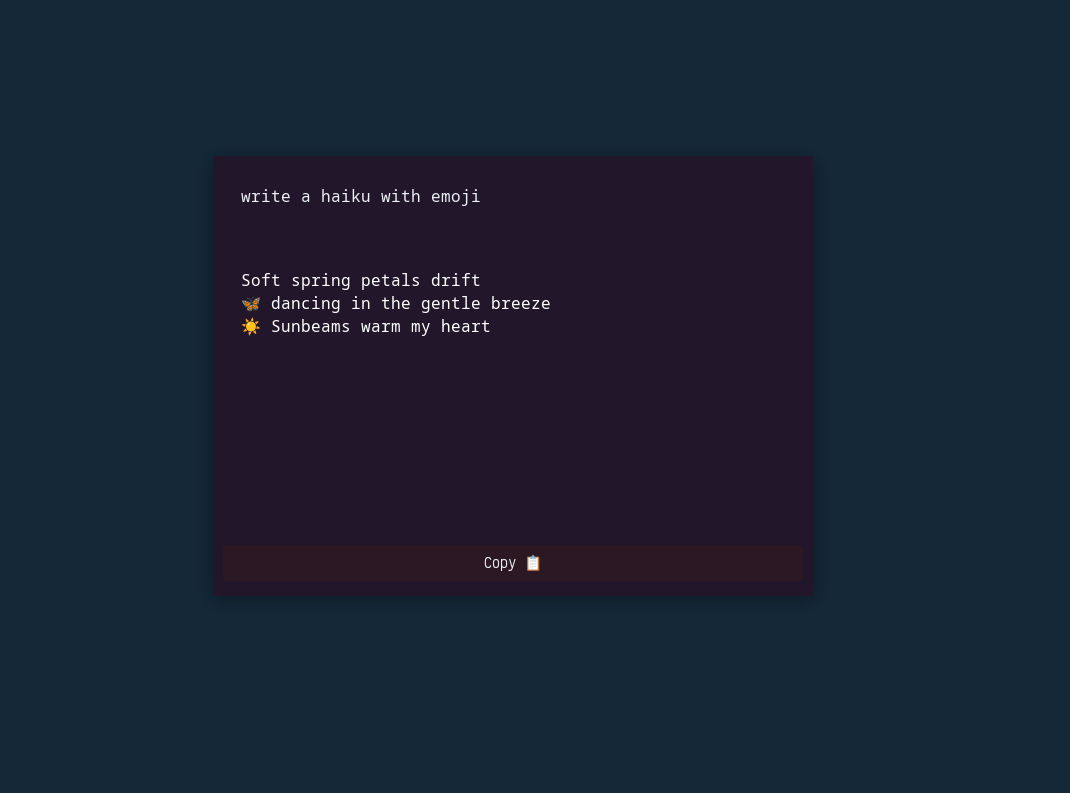 write a haiku with emoji
Soft spring petals drift
🦋 dancing in the gentle breeze
☀️ Sunbeams warm my heart
Copy 📋